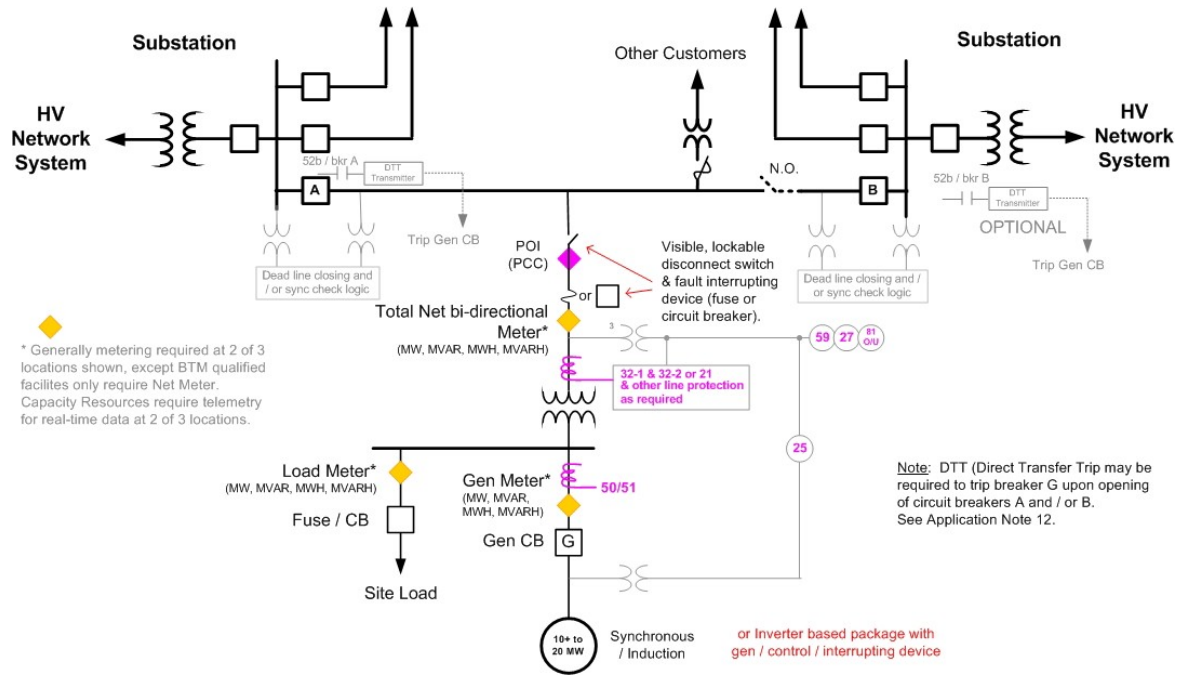 Substation
Substation
Other Customers
HV
Network
System
HV
Network
System
52b / bkr A
DTT
Transmitter
N.O.
A
B
52b / bkr B
DTT
Transmitter
OPTIONAL
Trip Gen CB
Trip Gen CB
Dead line closing and
/ or sync check logic
POI
(PCC)
Visible, lockable
disconnect switch
& fault interrupting
device (fuse or
circuit breaker).
Dead line closing and /
or sync check logic
or
Total Net bi-directional
Meter*
(MW, MVAR, MWH, MVARH)
3
59
27
81
O/U
* Generally metering required at 2 of 3
locations shown, except BTM qualified
facilites only require Net Meter.
Capacity Resources require telemetry
for real-time data at 2 of 3 locations.
32-1 & 32-2 or 21
& other line protection
as required
25
Load Meter*
(MW, MVAR, MWH, MVARH)
Gen Meter*
(MW, MVAR,
MWH, MVARH)
50/51
Note: DTT (Direct Transfer Trip may be
required to trip breaker G upon opening
of circuit breakers A and / or B.
See Application Note 12.
Fuse / CB
Gen CB
G
Site Load
10+ to
20 MW
Synchronous
/ Induction
or Inverter based package with
gen / control / interrupting device